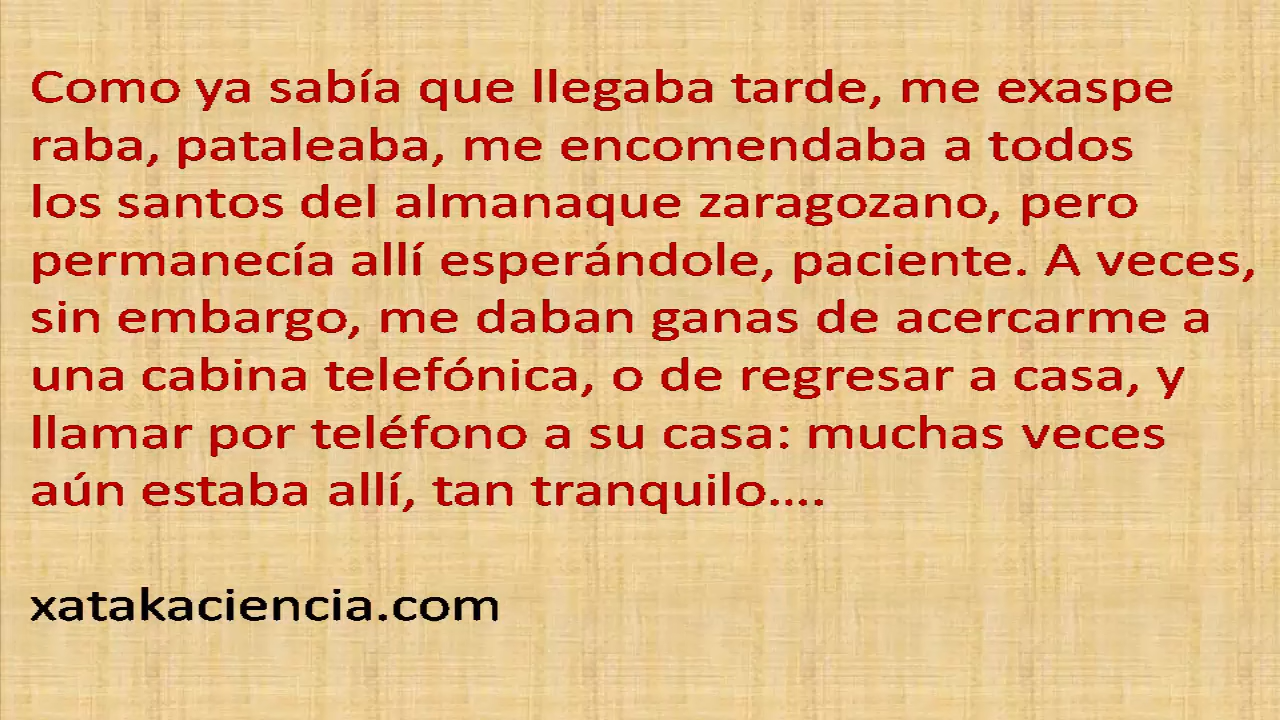 Como ya sabía que llegaba tarde, me exaspe
raba, pataleaba, me encomendaba a todos
los santos del almanaque zaragozano, pero
permanecía allí esperándole, paciente. A veces,
sin embargo, me daban ganas de acercarme a
una cabina telefónica, o de regresar a casa, y
llamar por teléfono a su casa: muchas veces
aún estaba allí, tan tranquilo....
xatakaciencia.com